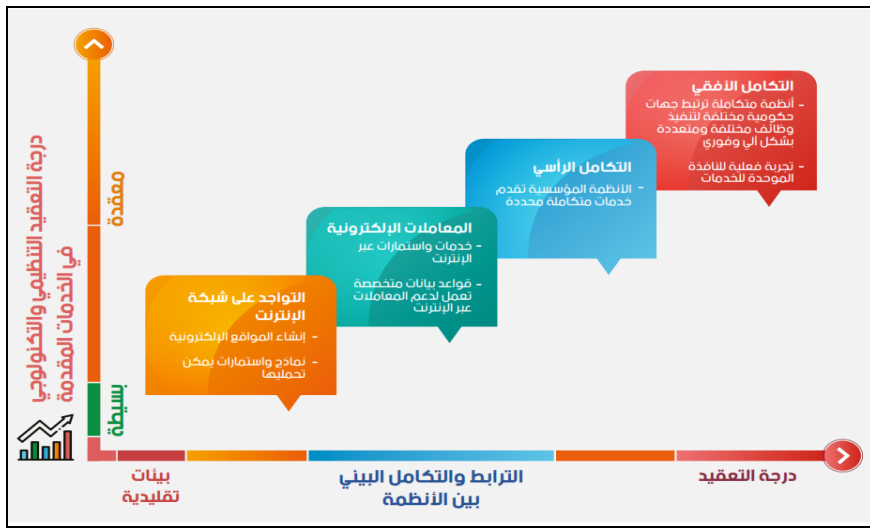 التكامل الأفقي
- أنظمة متكاملة ترتبط جهات
حكومية مختلفة لتنفيذ
وظائف مختلفة ومتعددة
بشكل الي وفوري
- تجربة فعلية للنافذة
الموحدة للخدمات
التكامل الرأسي
- الأنظمة المؤسسية تقدم
خدمات متكاملة محددة
المعاملات الإلكترونية
- خدمات واستمارات عبر
الإنترنت
- قواعد بيانات متخصصة
تعمل لدعم المعاملات
عبر الإنترنت
التواجد على شبكة
الإنترنت
- إنشاء المواقع الإلكترونية
- نماذج واستمارات يمكن
تحمليها
معقدة
بسيطة
درجة التعقيد التنظيمي والتكنولوجي
في الخدمات المقدمة
درجة التعقيد
الترابط والتكامل البيني
بين الأنظمة
بيئات
تقليدية